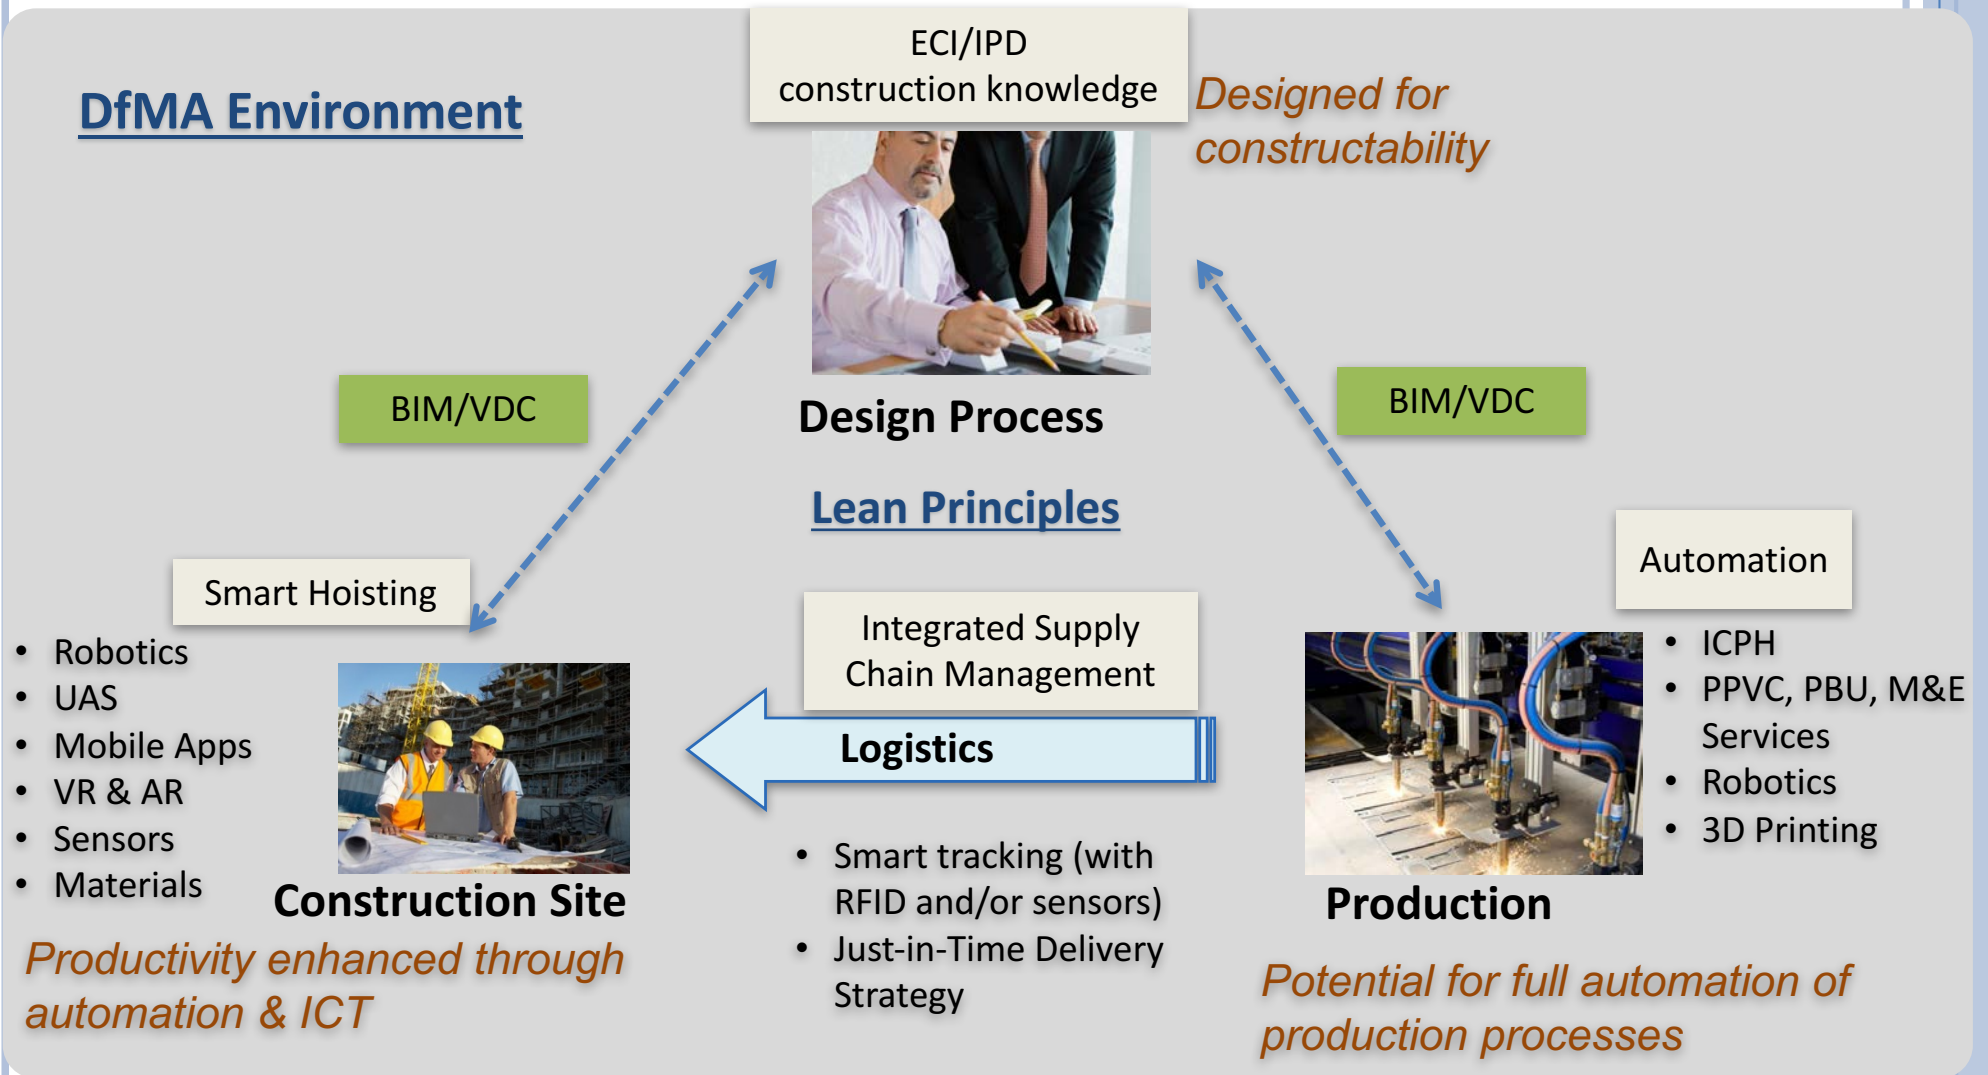 ECI/IPD
construction knowledge
DfMA Environment
Designed for
constructability
BIM/VDC
BIM/VDC
Design Process
Lean Principles
Smart Hoisting
• Robotics
• UAS
• Mobile Apps
• VR & AR
• Sensors
• Materials
Construction Site
Productivity enhanced through
automation & ICT
Integrated Supply
Chain Management
Logistics
• Smart tracking (with
RFID and/or sensors)
• Just-in-Time Delivery
Strategy
Automation
• ICPH
• PPVC, PBU, M&E
Services
• Robotics
• 3D Printing
Production
Potential for full automation of
production processes